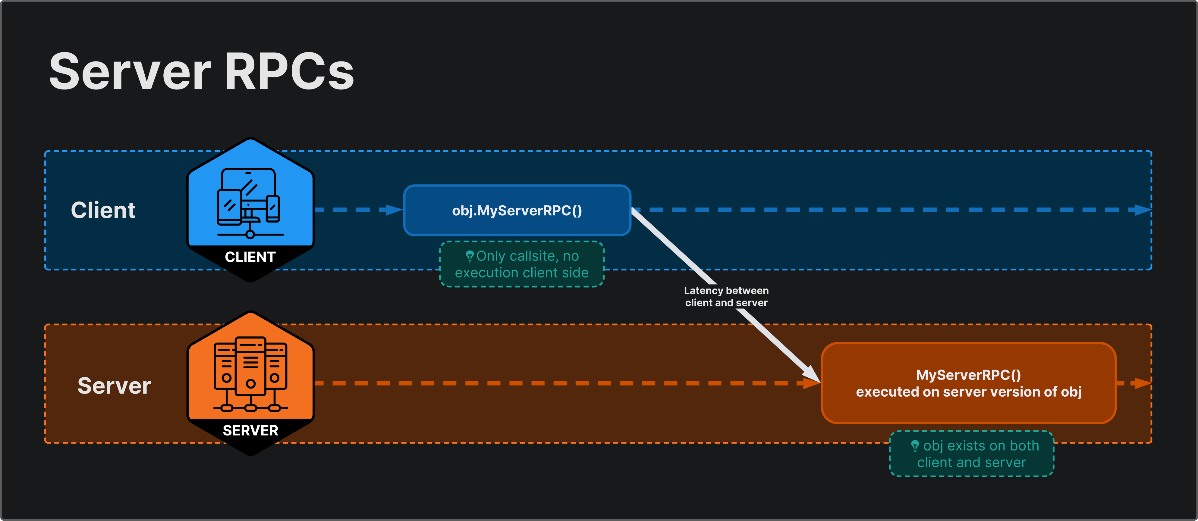 Server RPCs
Client
CLIENT
obj.MyServerRPC()
Only callsite, no
execution client side
Latency between
client and server
Server
SERVER
MyServerRPC()
executed on server version of obj
obj exists on both
client and server